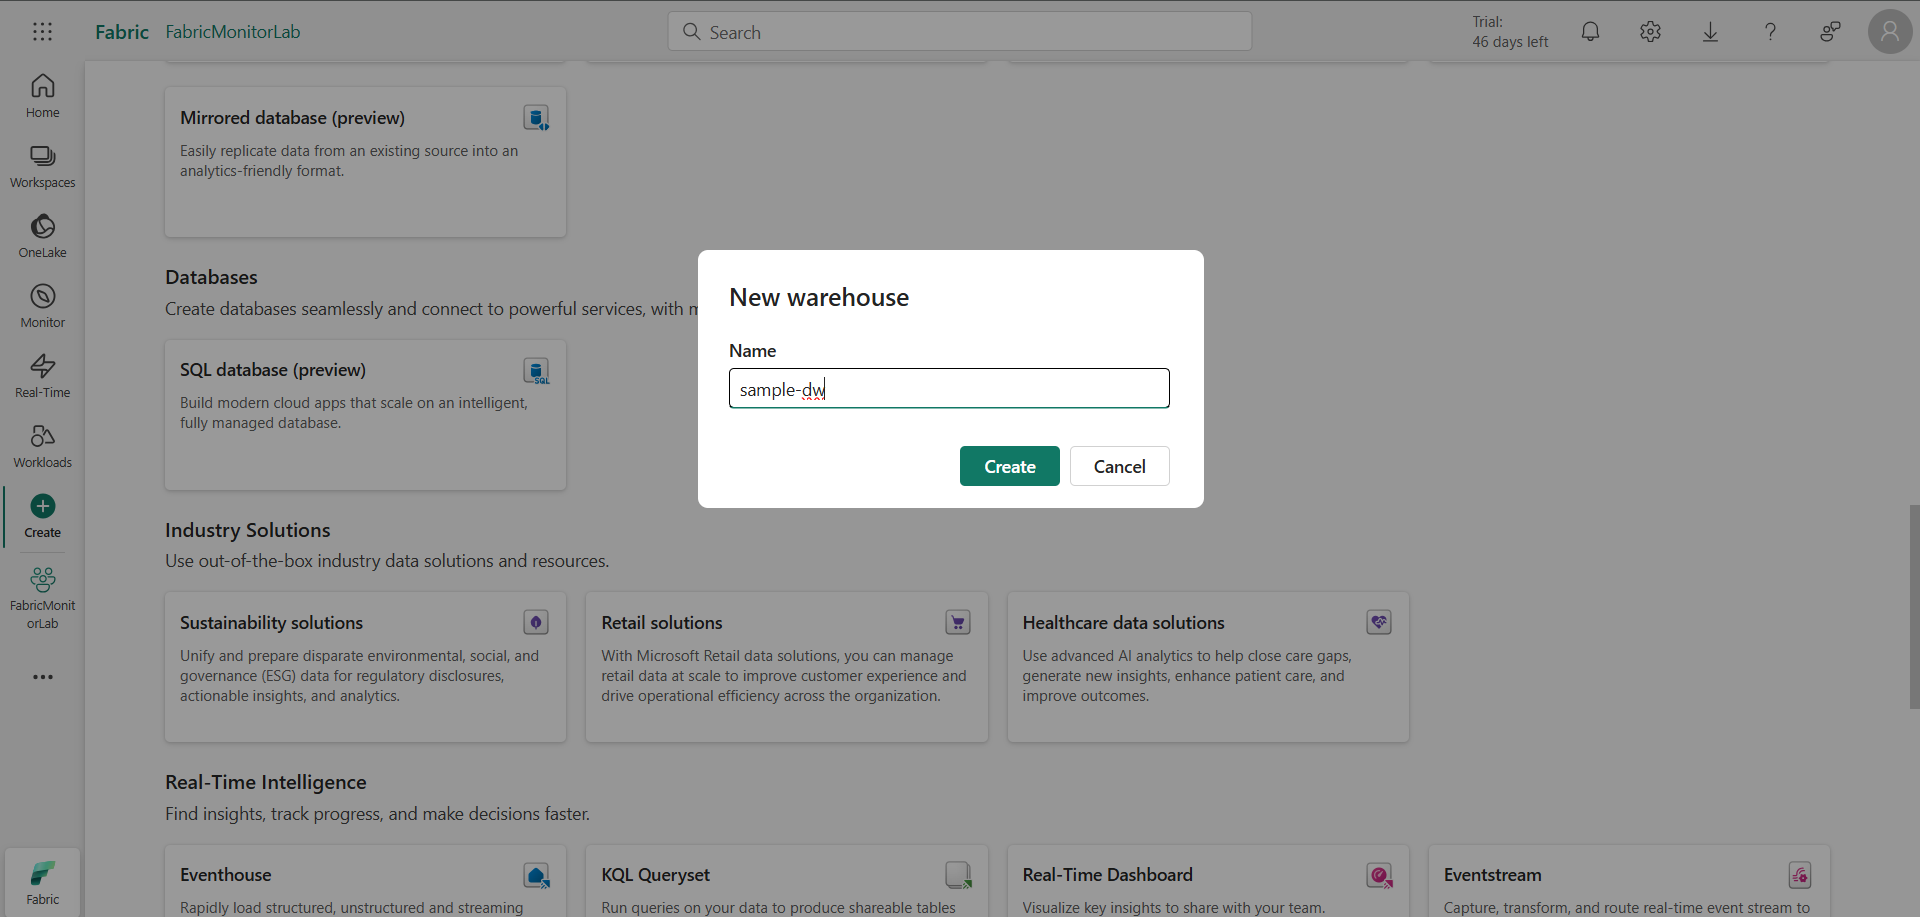 Fabric FabricMonitorLab
Search
Trial:
46 days left
Home
Workspaces
OneLake
Monitor
Real-Time
Workloads
Create
FabricMonit
orLab
Fabric
Mirrored database (preview)
Easily replicate data from an existing source into an
analytics-friendly format.
Databases
Create databases seamlessly and connect to powerful services, with
SQL database (preview)
SQL
Build modern cloud apps that scale on an intelligent,
fully managed database.
New warehouse
Name
sample-dw
Create Cancel
Industry Solutions
Use out-of-the-box industry data solutions and resources.
Sustainability solutions
Unify and prepare disparate environmental, social, and
governance (ESG) data for regulatory disclosures,
actionable insights, and analytics.
Retail solutions
With Microsoft Retail data solutions, you can manage
retail data at scale to improve customer experience and
drive operational efficiency across the organization.
Healthcare data solutions
Use advanced AI analytics to help close care gaps,
generate new insights, enhance patient care, and
improve outcomes.
Real-Time Intelligence
Find insights, track progress, and make decisions faster.
Eventhouse
Rapidly load structured, unstructured and streaming
KQL Queryset
Run queries on your data to produce shareable tables
Real-Time Dashboard
Visualize key insights to share with your team.
Eventstream
Capture, transform, and route real-time event stream to